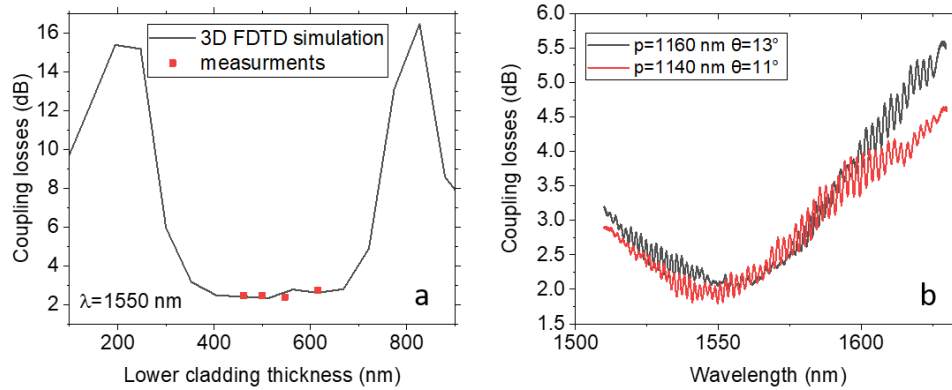 16
14
12
10
8
6
4
2
Coupling losses (dB)
3D FDTD simulation
measurments
λ=1550 nm
a
200
400
600
800
Lower cladding thickness (nm)
6.0
5.5
5.0
4.5
4.0
3.5
3.0
2.5
2.0
1.5
Coupling losses (dB)
p=1160 nm θ=13°
p=1140 nm θ=11°
b
1500
1550
1600
Wavelength (nm)